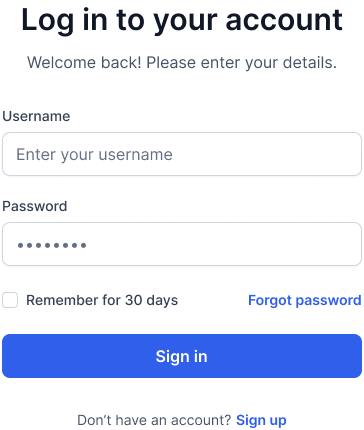 Log in to your account
Welcome back! Please enter your details.
Username
Enter your username
Password
••••••••
Remember for 30 days Forgot password
Sign in
Don’t have an account? Sign up